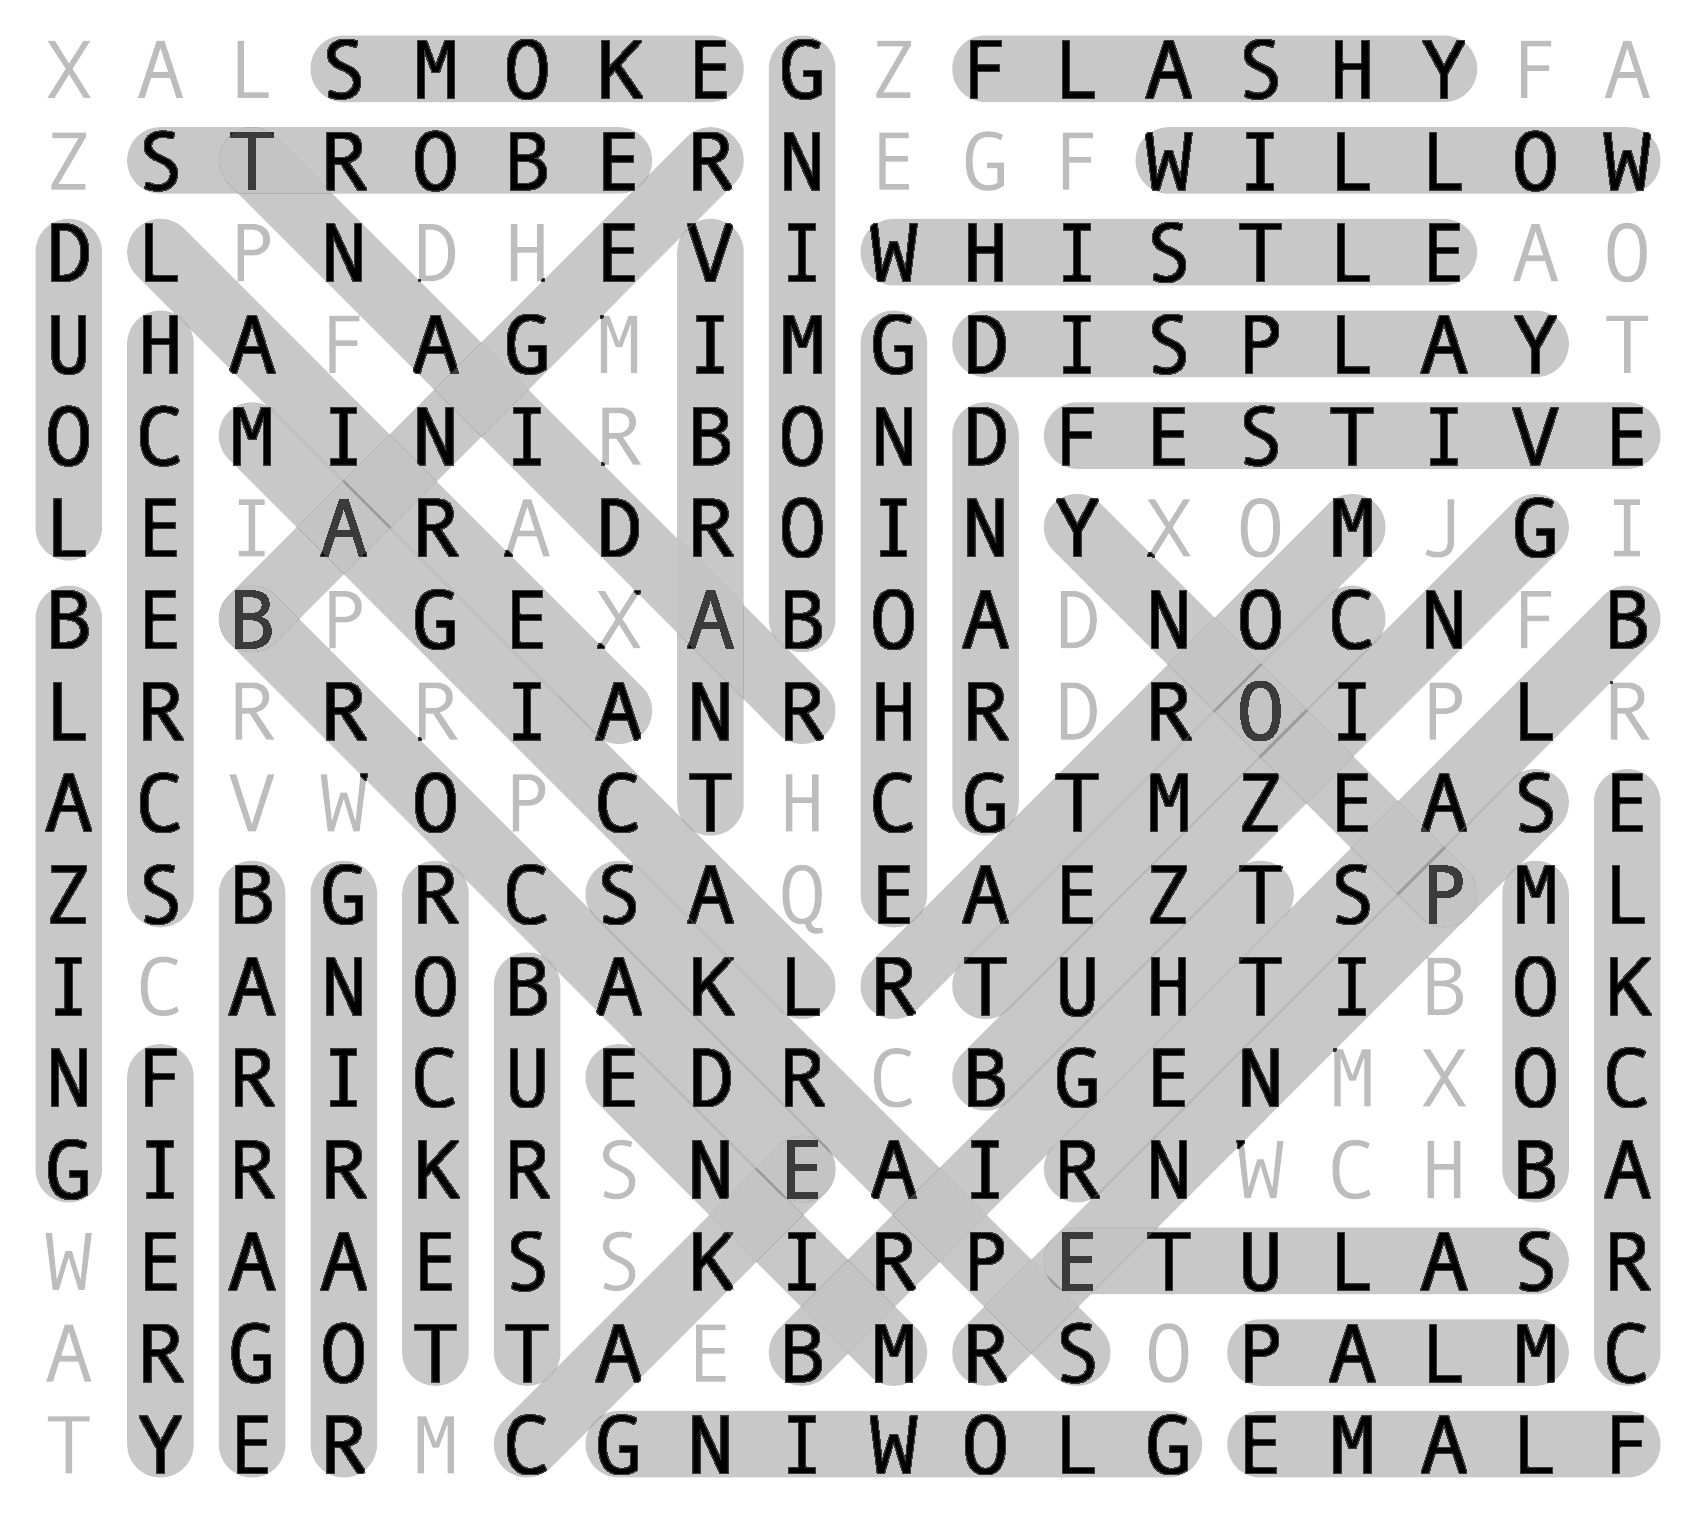 X A L S M O K E G Z F L A S H Y F A
Z S T R O B E R N E G F W I L L O W
D L P N D H E V I W H I S T L E A O
U H A F A G M I M G D I S P L A Y T
O C M I N I R B O N D F E S T I V E
L E I A R A D R O I N Y X O M J G I
B E B P G E X A B O A D N O C N F B
L R R R R I A N R H R D R O I P L R
A C V W O P C T H C G T M Z E A S E
Z S B G R C S A Q E A E Z T S P M L
I C A N O B A K L R T U H T I B O K
N F R I C U E D R C B G E N M X O C
G I R R K R S N E A I R N W C H B A
W E A A E S S K I R P E T U L A S R
A R G O T T A E B M R S O P A L M C
T Y E R M C G N I W O L G E M A L F